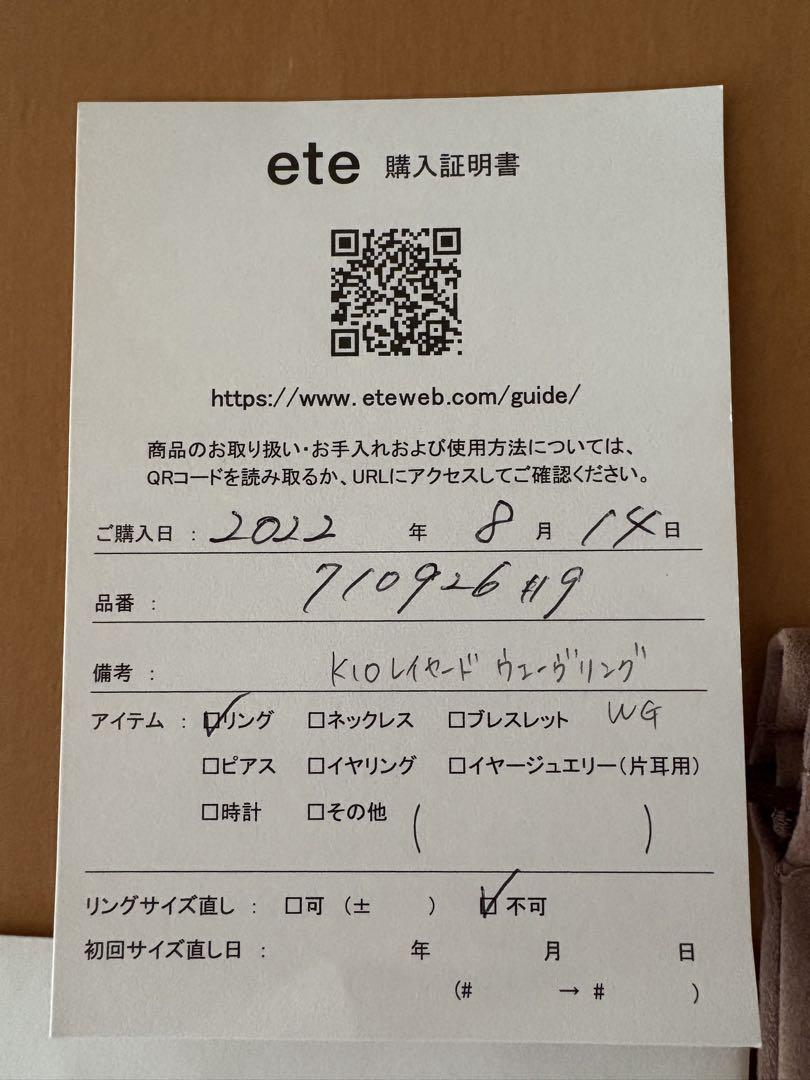 ete 購入証明書
https://www.eteweb.com/guide/
商品のお取り扱い・お手入れおよび使用方法については、
QRコードを読み取るか、URLにアクセスしてご確認ください。
ご購入日 : 2022 年 8 月 14 日
品番 : 710926 #9
備考 : K10レイヤード ウェーヴリング
アイテム : ☑リング □ネックレス □ブレスレット WG
□ピアス □イヤリング □イヤージュエリー(片耳用)
□時計 □その他 ( )
リングサイズ直し : □可 (± ) ☑不可
初回サイズ直し日 : 年 月 日
(# → # )